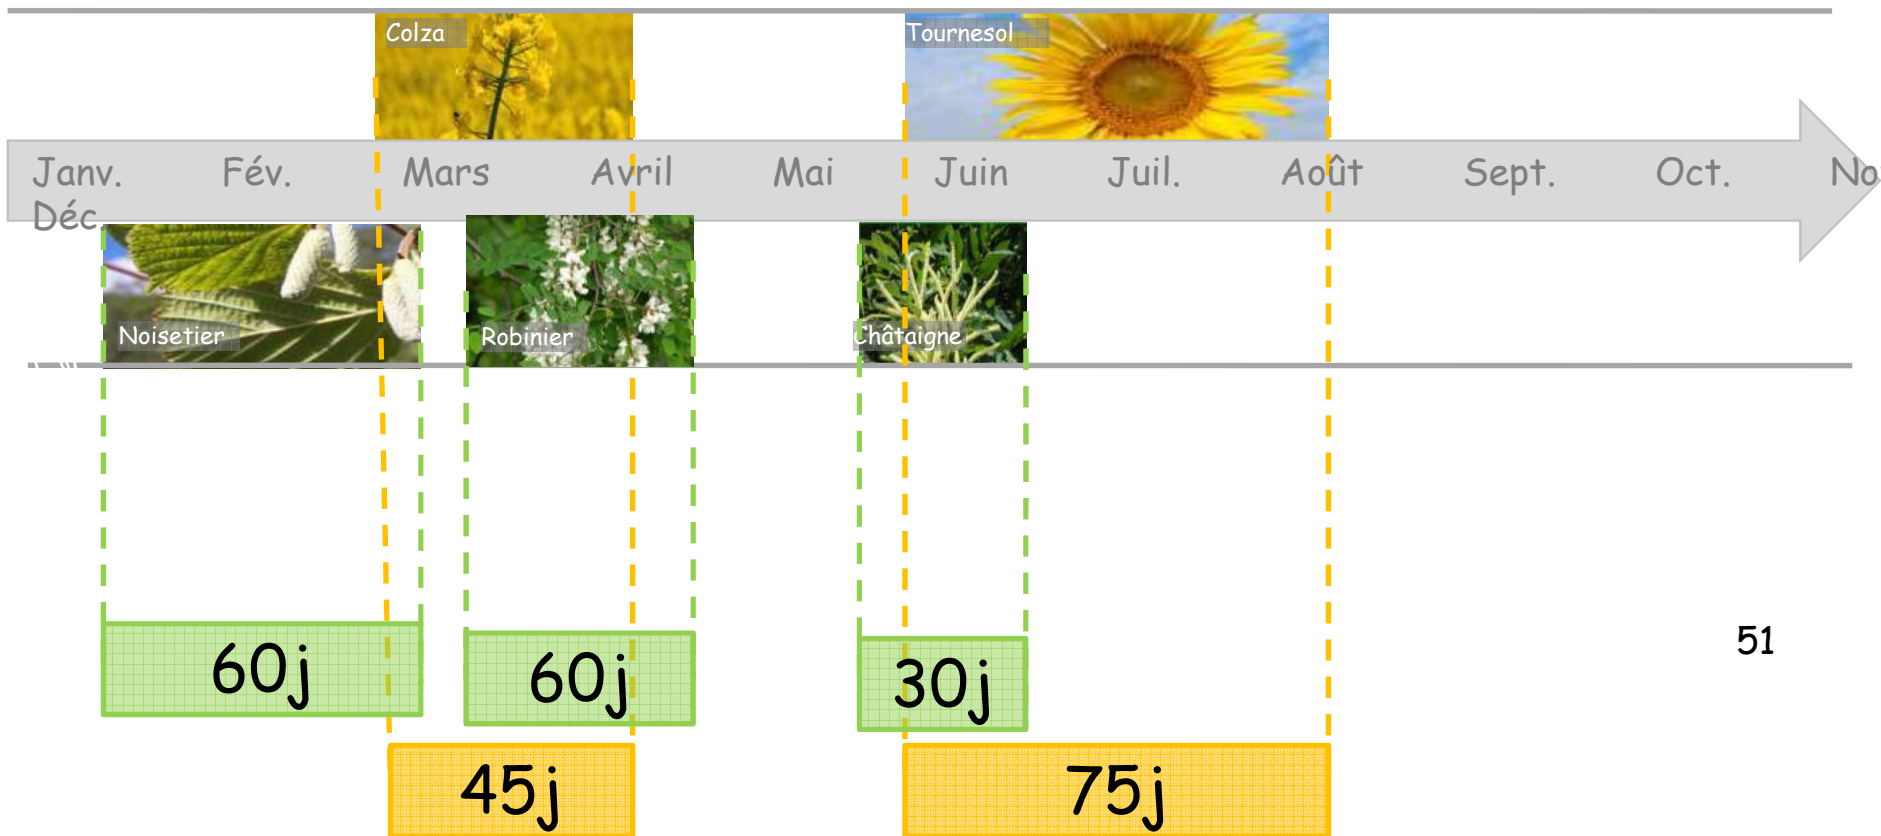 Colza
Tournesol
Janv. Fév. Mars Avril Mai Juin Juil. Août Sept. Oct. No
Déc.
Noisetier
Robinier
Châtaigne
60j
60j
30j
51
45j
75j